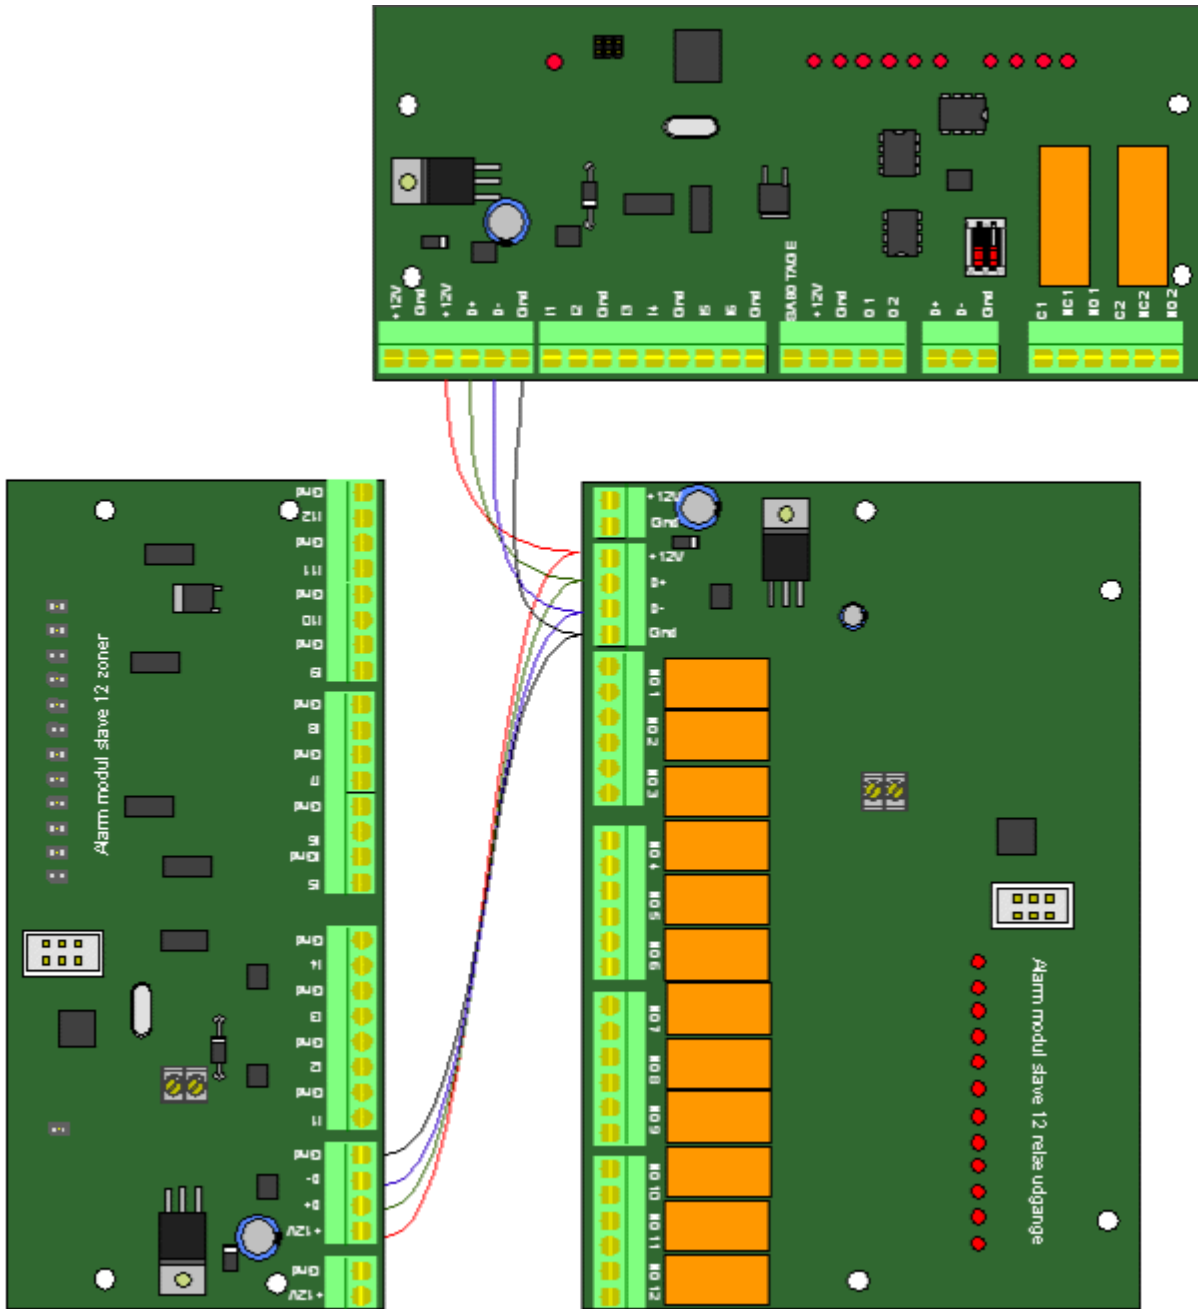 +12V
Gnd
+12V
D+
D-
Gnd
I1
I2
Gnd
I3
I4
Gnd
I5
I6
Gnd
SABOTAGE
+12V
Gnd
O1
O2
D+
D-
Gnd
C1
NC1
NO1
C2
NC2
NO2
Gnd
I12
Gnd
I11
Gnd
I10
Gnd
I9
Gnd
I8
Gnd
I7
Gnd
I6
Gnd
I5
Gnd
I4
Gnd
I3
Gnd
I2
Gnd
I1
Gnd
D-
D+
+12V
Gnd
+12V
Alarm modul slave 12 zoner
+12V
Gnd
+12V
D+
D-
Gnd
NO1
NO2
NO3
NO4
NO5
NO6
NO7
NO8
NO9
NO10
NO11
NO12
Alarm modul slave 12 relæ udgange